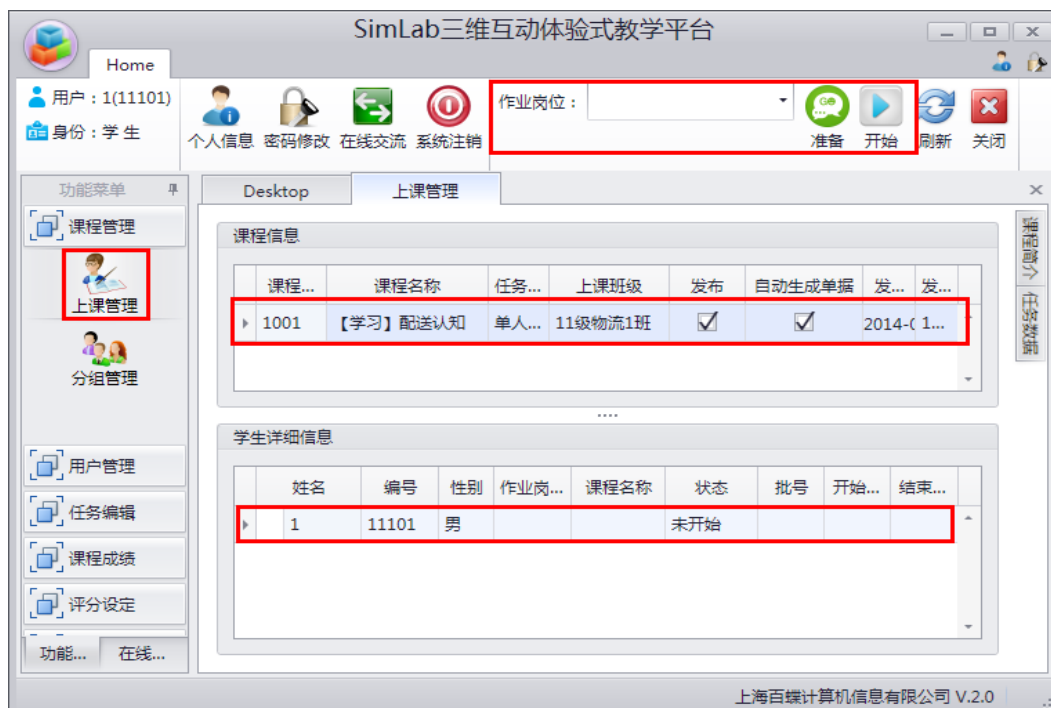 SimLab三维互动体验式教学平台
Home
用户：1(11101)
身份：学 生
个人信息 密码修改 在线交流 系统注销
作业岗位：
准备 开始 刷新 关闭
功能菜单
课程管理
上课管理
分组管理
用户管理
任务编辑
课程成绩
评分设定
功能... 在线...
Desktop 上课管理
课程信息
课程... 课程名称 任务... 上课班级 发布 自动生成单据 发... 发...
1001 【学习】配送认知 单人... 11级物流1班 2014-( 1...
学生详细信息
姓名 编号 性别 作业岗... 课程名称 状态 批号 开始... 结束...
1 11101 男 未开始
课程简介
任务数据
上海百蝶计算机信息有限公司 V.2.0